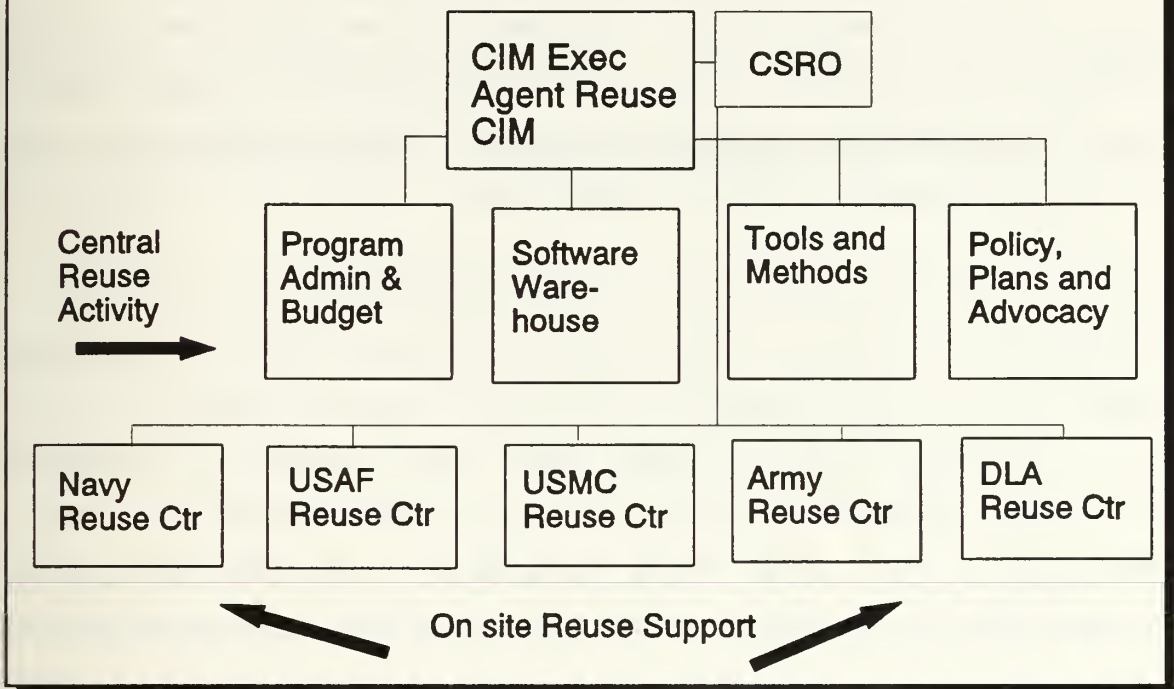 CIM Exec
Agent Reuse
CIM
CSRO
Central
Reuse
Activity
Program
Admin &
Budget
Software
Ware-
house
Tools and
Methods
Policy,
Plans and
Advocacy
Navy
Reuse Ctr
USAF
Reuse Ctr
USMC
Reuse Ctr
Army
Reuse Ctr
DLA
Reuse Ctr
On site Reuse Support